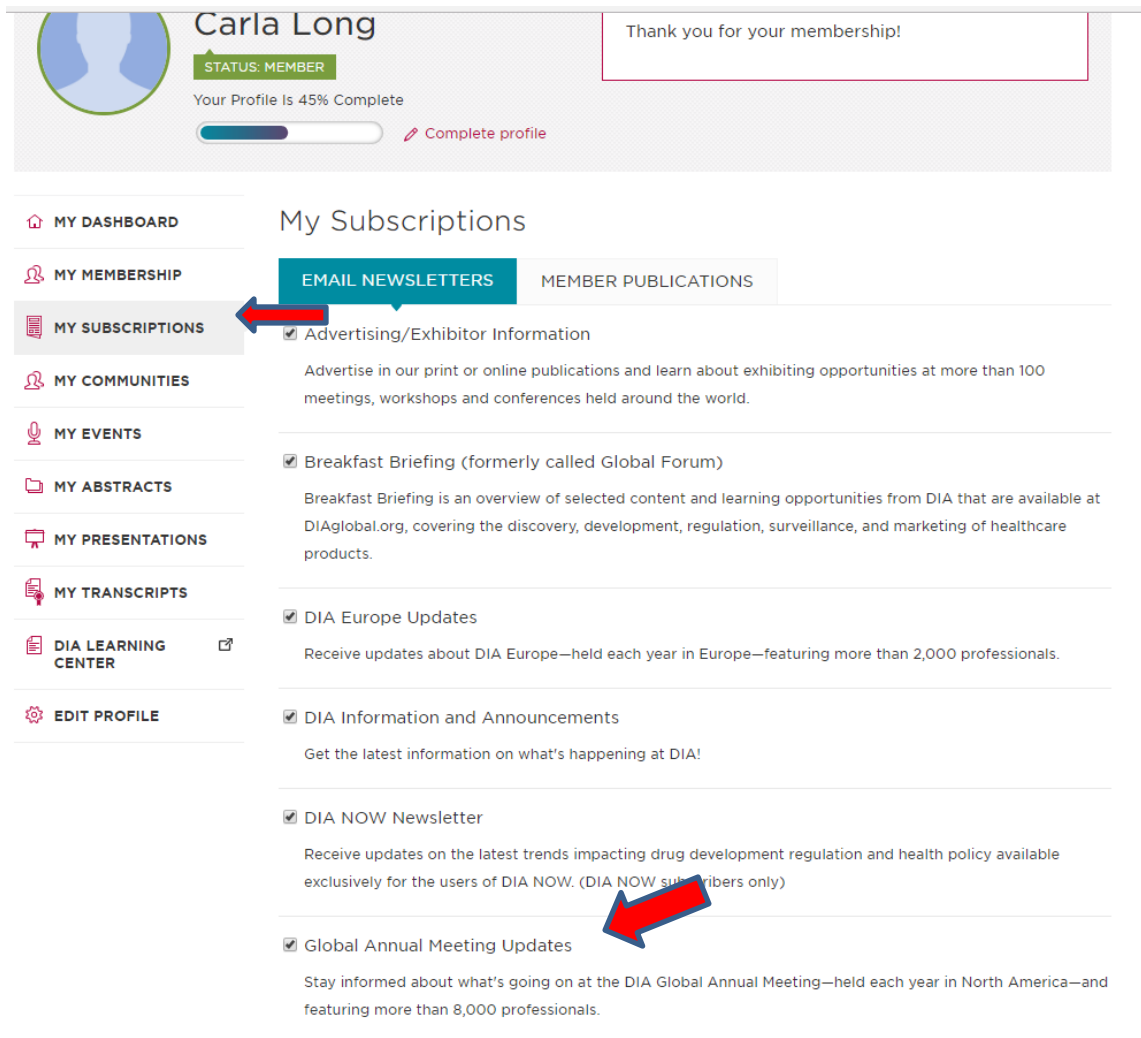 Carla Long
STATUS: MEMBER
Your Profile Is 45% Complete
Complete profile
Thank you for your membership!
MY DASHBOARD
MY MEMBERSHIP
MY SUBSCRIPTIONS
MY COMMUNITIES
MY EVENTS
MY ABSTRACTS
MY PRESENTATIONS
MY TRANSCRIPTS
DIA LEARNING
CENTER
EDIT PROFILE
My Subscriptions
EMAIL NEWSLETTERS
MEMBER PUBLICATIONS
Advertising/Exhibitor Information
Advertise in our print or online publications and learn about exhibiting opportunities at more than 100
meetings, workshops and conferences held around the world.
Breakfast Briefing (formerly called Global Forum)
Breakfast Briefing is an overview of selected content and learning opportunities from DIA that are available at
DIAglobal.org, covering the discovery, development, regulation, surveillance, and marketing of healthcare
products.
DIA Europe Updates
Receive updates about DIA Europe—held each year in Europe—featuring more than 2,000 professionals.
DIA Information and Announcements
Get the latest information on what's happening at DIA!
DIA NOW Newsletter
Receive updates on the latest trends impacting drug development regulation and health policy available
exclusively for the users of DIA NOW. (DIA NOW subscribers only)
Global Annual Meeting Updates
Stay informed about what's going on at the DIA Global Annual Meeting—held each year in North America—and
featuring more than 8,000 professionals.